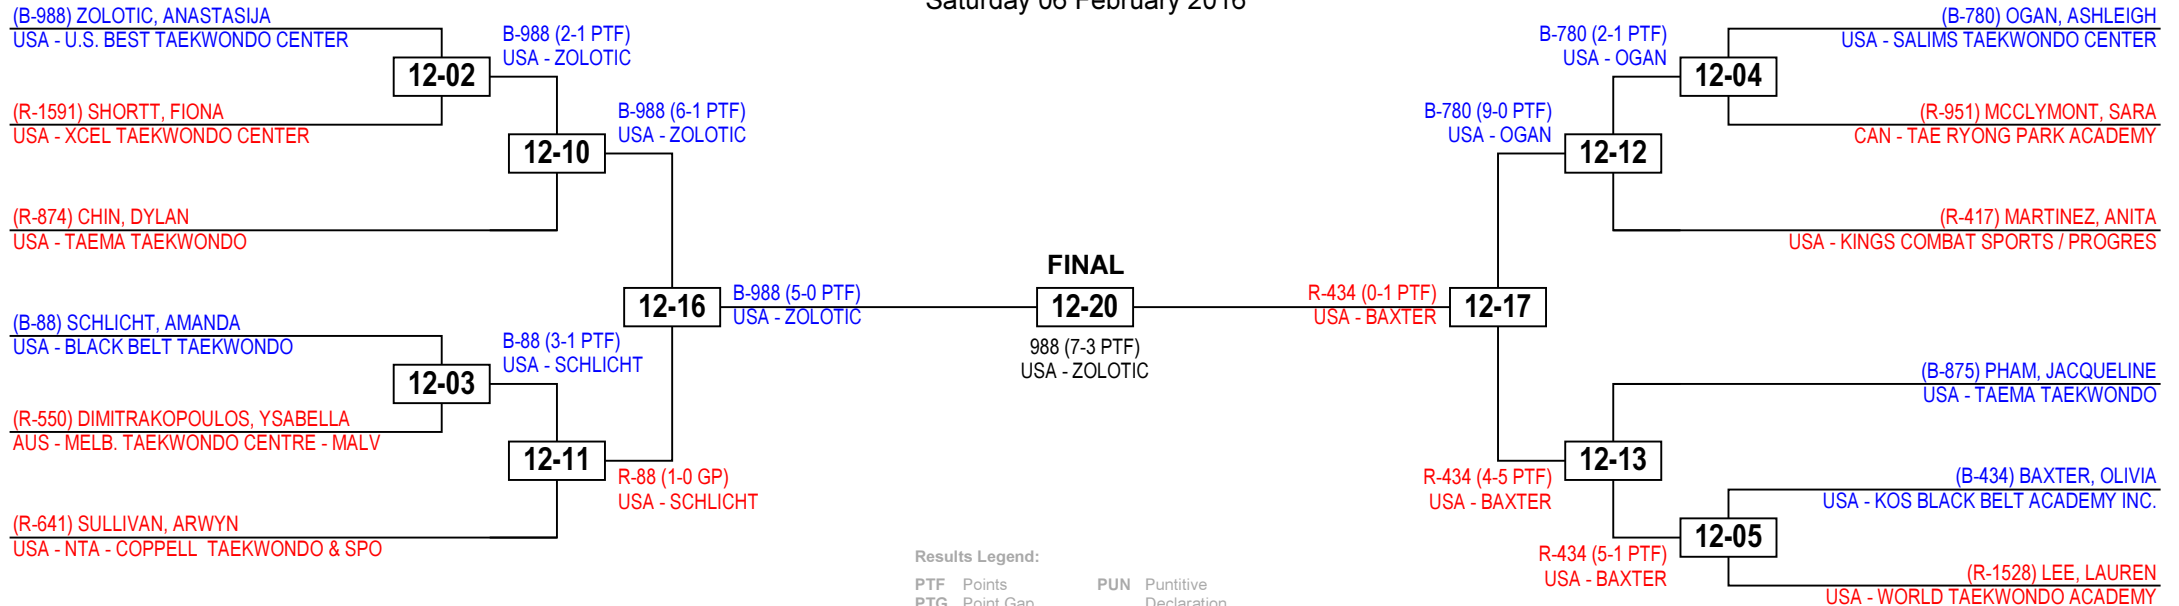 Saturday 06 February 2016
(B-988) ZOLOTIC, ANASTASIJA
USA - U.S. BEST TAEKWONDO CENTER
12-02
B-988 (2-1 PTF)
USA - ZOLOTIC
(R-1591) SHORTT, FIONA
USA - XCEL TAEKWONDO CENTER
12-10
B-988 (6-1 PTF)
USA - ZOLOTIC
(R-874) CHIN, DYLAN
USA - TAEMA TAEKWONDO
12-16
B-988 (5-0 PTF)
USA - ZOLOTIC
(B-88) SCHLICHT, AMANDA
USA - BLACK BELT TAEKWONDO
12-03
B-88 (3-1 PTF)
USA - SCHLICHT
(R-550) DIMITRAKOPOULOS, YSABELLA
AUS - MELB. TAEKWONDO CENTRE - MALV
12-11
R-88 (1-0 GP)
USA - SCHLICHT
(R-641) SULLIVAN, ARWYN
USA - NTA - COPPELL  TAEKWONDO & SPO
FINAL
12-20
988 (7-3 PTF)
USA - ZOLOTIC
B-780 (2-1 PTF)
USA - OGAN
12-04
(B-780) OGAN, ASHLEIGH
USA - SALIMS TAEKWONDO CENTER
(R-951) MCCLYMONT, SARA
CAN - TAE RYONG PARK ACADEMY
B-780 (9-0 PTF)
USA - OGAN
12-12
(R-417) MARTINEZ, ANITA
USA - KINGS COMBAT SPORTS / PROGRES
R-434 (0-1 PTF)
USA - BAXTER
12-17
(B-875) PHAM, JACQUELINE
USA - TAEMA TAEKWONDO
R-434 (4-5 PTF)
USA - BAXTER
12-13
(B-434) BAXTER, OLIVIA
USA - KOS BLACK BELT ACADEMY INC.
12-05
R-434 (5-1 PTF)
USA - BAXTER
(R-1528) LEE, LAUREN
USA - WORLD TAEKWONDO ACADEMY
Results Legend:
PTF Points
PUN Puntitive
PTG Point Gap
Declaration